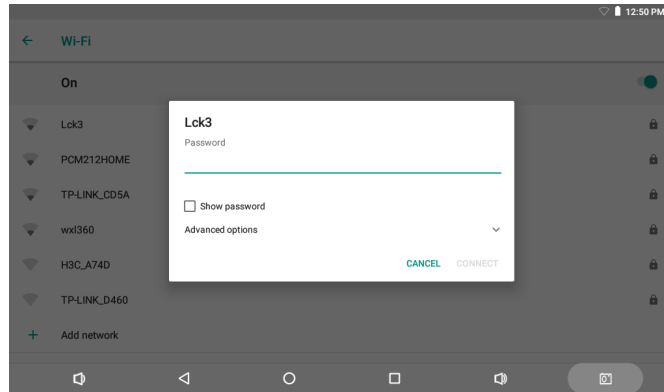 12:50 PM
Wi-Fi
On
Lck3
PCM212HOME
TP-LINK_CD5A
wxl360
H3C_A74D
TP-LINK_D460
Add network
Lck3
Password
Show password
Advanced options
CANCEL CONNECT